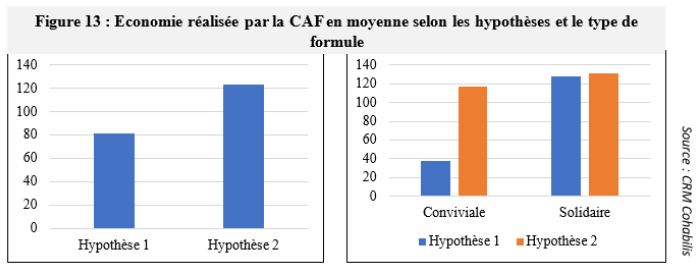 Figure 13 : Economie réalisée par la CAF en moyenne selon les hypothèses et le type de
formule
140
120
100
80
60
40
20
0
Hypothèse 1
Hypothèse 2
140
120
100
80
60
40
20
0
Conviviale
Solidaire
Hypothèse 1
Hypothèse 2
Source : CRM Cohabilis